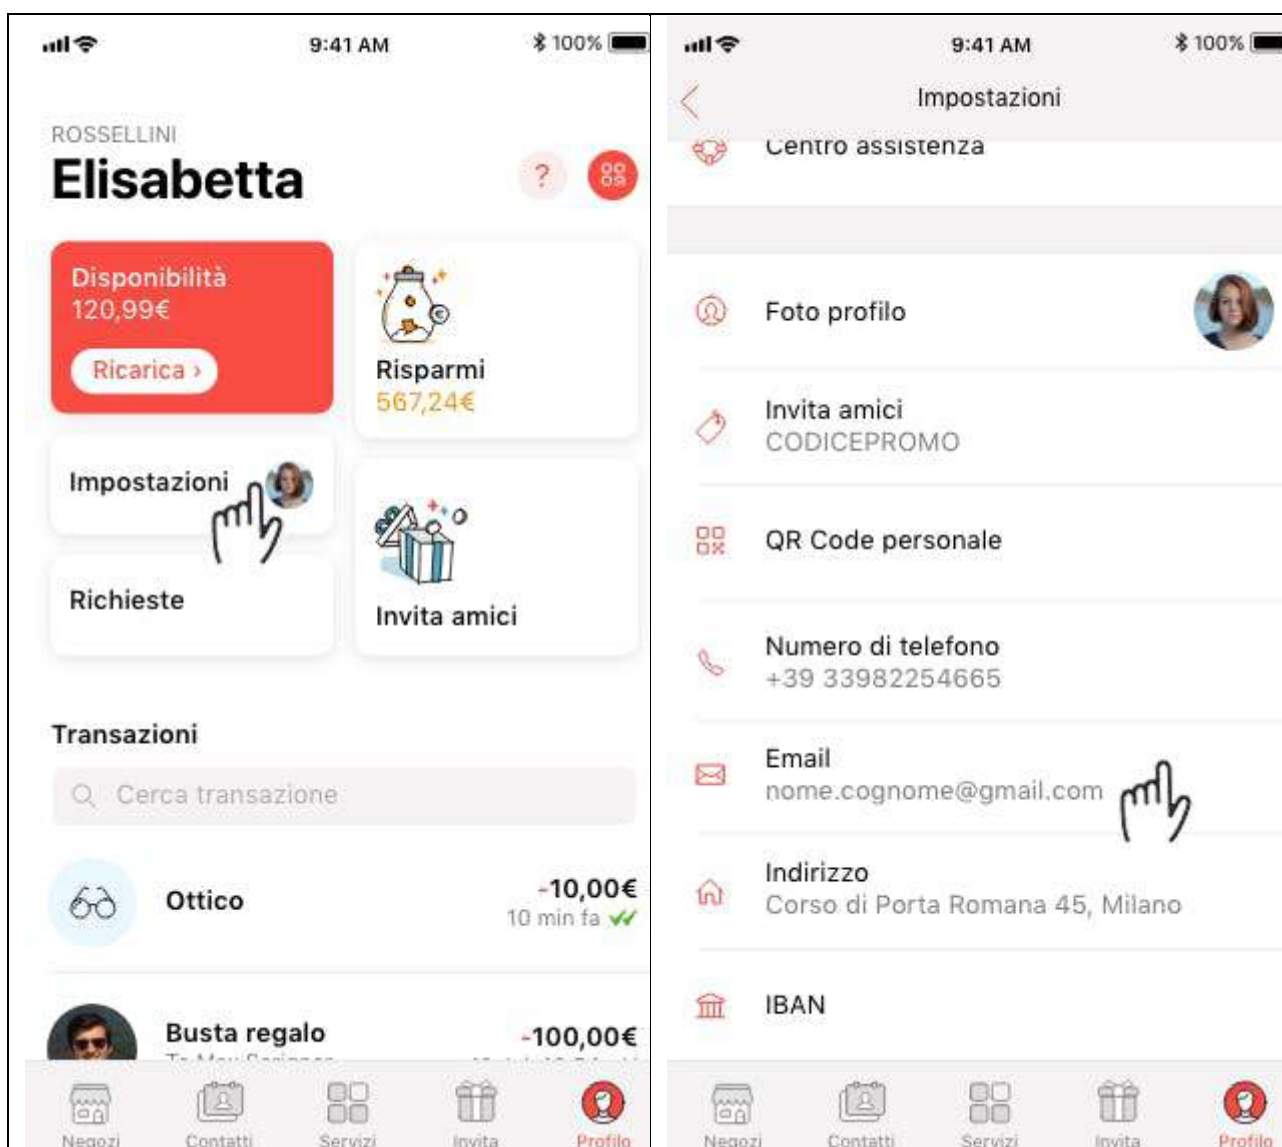 9:41 AM
100%
ROSSELLINI
Elisabetta
?
Disponibilità
120,99€
Ricarica ›
Risparmi
567,24€
Impostazioni
Richieste
Invita amici
Transazioni
Cerca transazione
Ottico
-10,00€
10 min fa
Busta regalo
-100,00€
Negozi
Contatti
Servizi
Invita
Profilo
9:41 AM
100%
Impostazioni
Centro assistenza
Foto profilo
Invita amici
CODICEPROMO
QR Code personale
Numero di telefono
+39 33982254665
Email
nome.cognome@gmail.com
Indirizzo
Corso di Porta Romana 45, Milano
IBAN
Negozi
Contatti
Servizi
Invita
Profilo